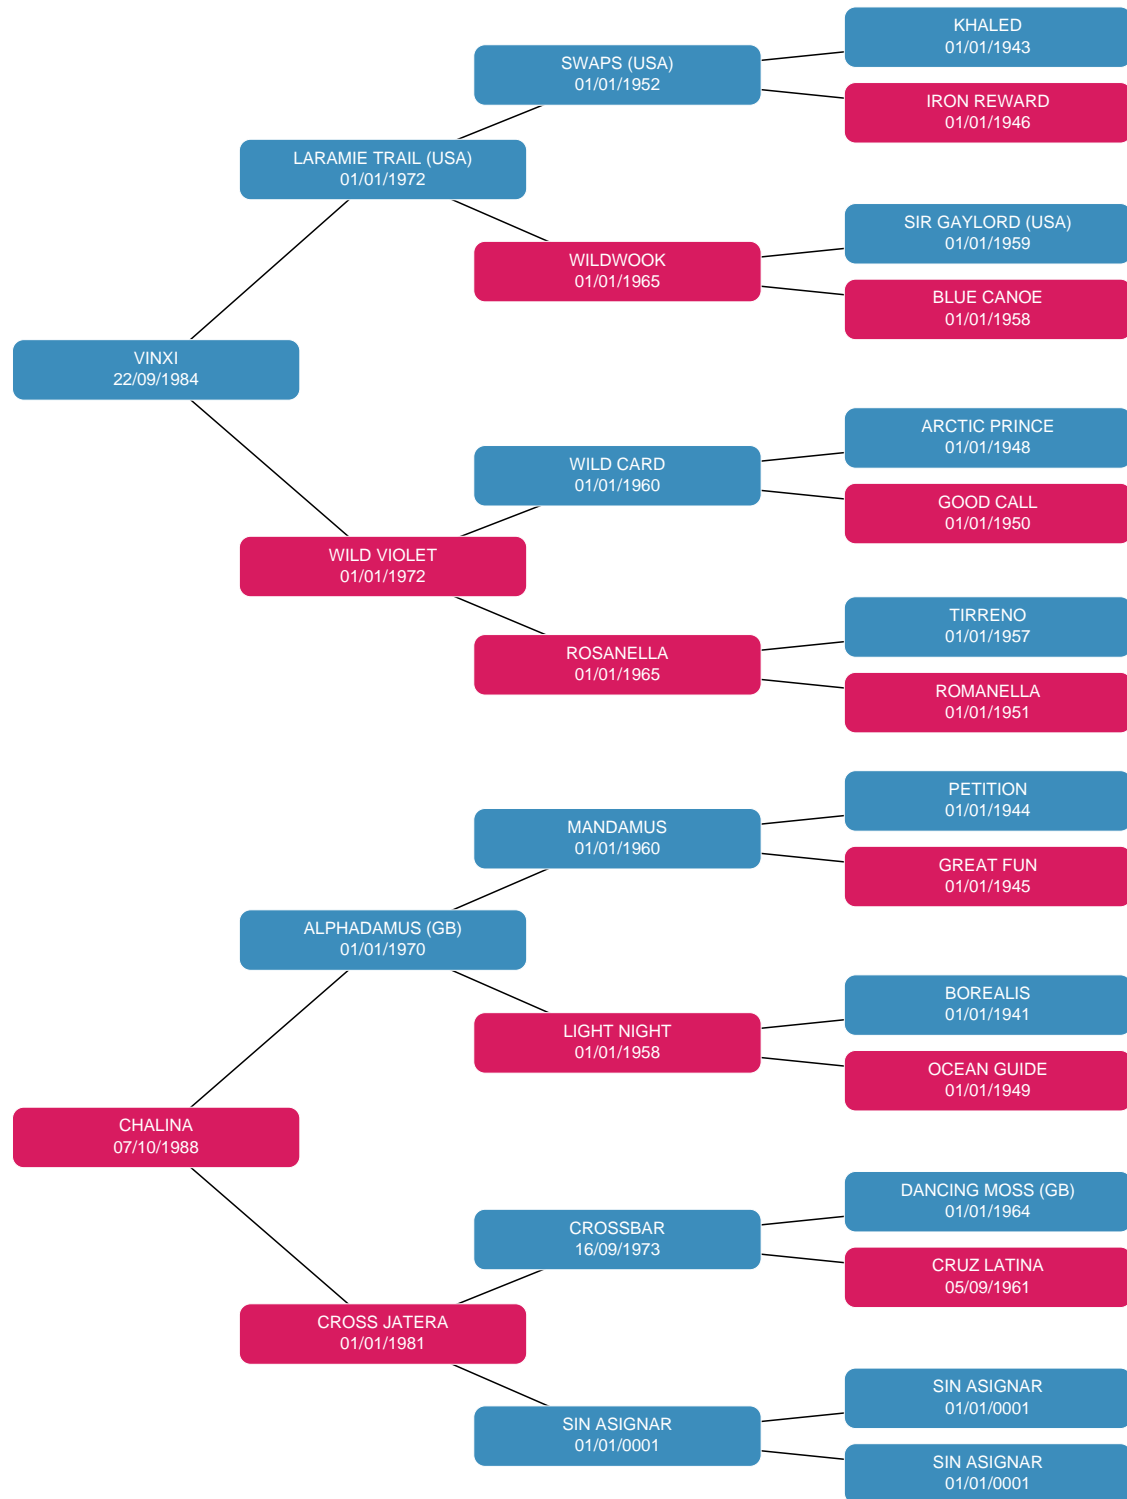 KHALED
01/01/1943
SWAPS (USA)
01/01/1952
IRON REWARD
01/01/1946
LARAMIE TRAIL (USA)
01/01/1972
SIR GAYLORD (USA)
01/01/1959
WILDWOOK
01/01/1965
BLUE CANOE
01/01/1958
VINXI
22/09/1984
ARCTIC PRINCE
01/01/1948
WILD CARD
01/01/1960
GOOD CALL
01/01/1950
WILD VIOLET
01/01/1972
TIRRENO
01/01/1957
ROSANELLA
01/01/1965
ROMANELLA
01/01/1951
PETITION
01/01/1944
MANDAMUS
01/01/1960
GREAT FUN
01/01/1945
ALPHADAMUS (GB)
01/01/1970
BOREALIS
01/01/1941
LIGHT NIGHT
01/01/1958
OCEAN GUIDE
01/01/1949
CHALINA
07/10/1988
DANCING MOSS (GB)
01/01/1964
CROSSBAR
16/09/1973
CRUZ LATINA
05/09/1961
CROSS JATERA
01/01/1981
SIN ASIGNAR
01/01/0001
SIN ASIGNAR
01/01/0001
SIN ASIGNAR
01/01/0001